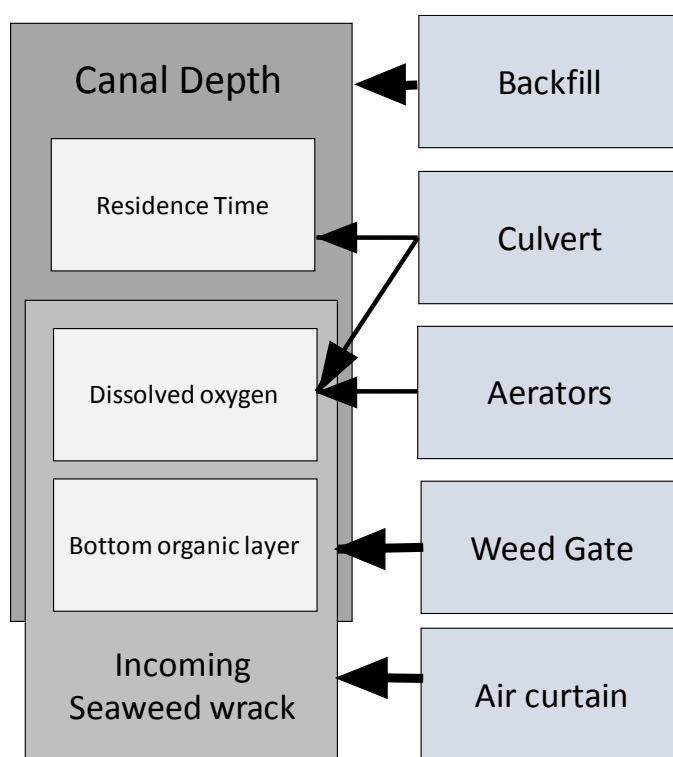 Canal Depth
Residence Time
Dissolved oxygen
Bottom organic layer
Incoming
Seaweed wrack
Backfill
Culvert
Aerators
Weed Gate
Air curtain